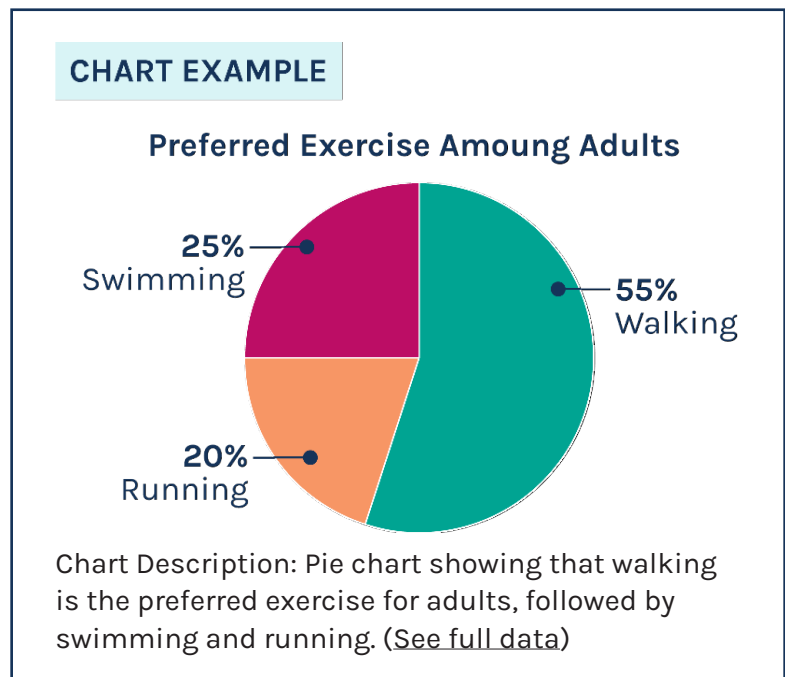 CHART EXAMPLE
Preferred Exercise Amoung Adults
25%
Swimming
55%
Walking
20%
Running
Chart Description: Pie chart showing that walking
is the preferred exercise for adults, followed by
swimming and running. (See full data)